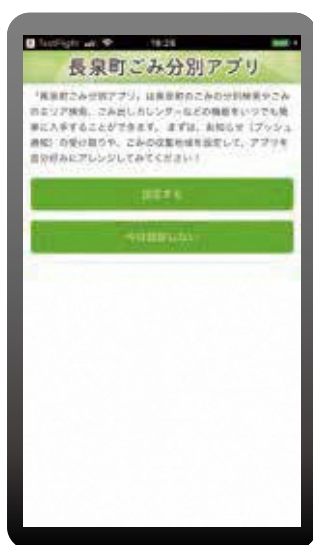 TestFlight 16:26
長泉町ごみ分別アプリ
「長泉町ごみ分別アプリ」は長泉町のごみの分別検索やごみ
のエリア検索、ごみ出しカレンダーなどの機能をいつでも簡
単に入手することができます。まずは、お知らせ（プッシュ
通知）の受け取りや、ごみの収集地域を設定して、アプリを
自分好みにアレンジしてみてください！
設定する
今は設定しない